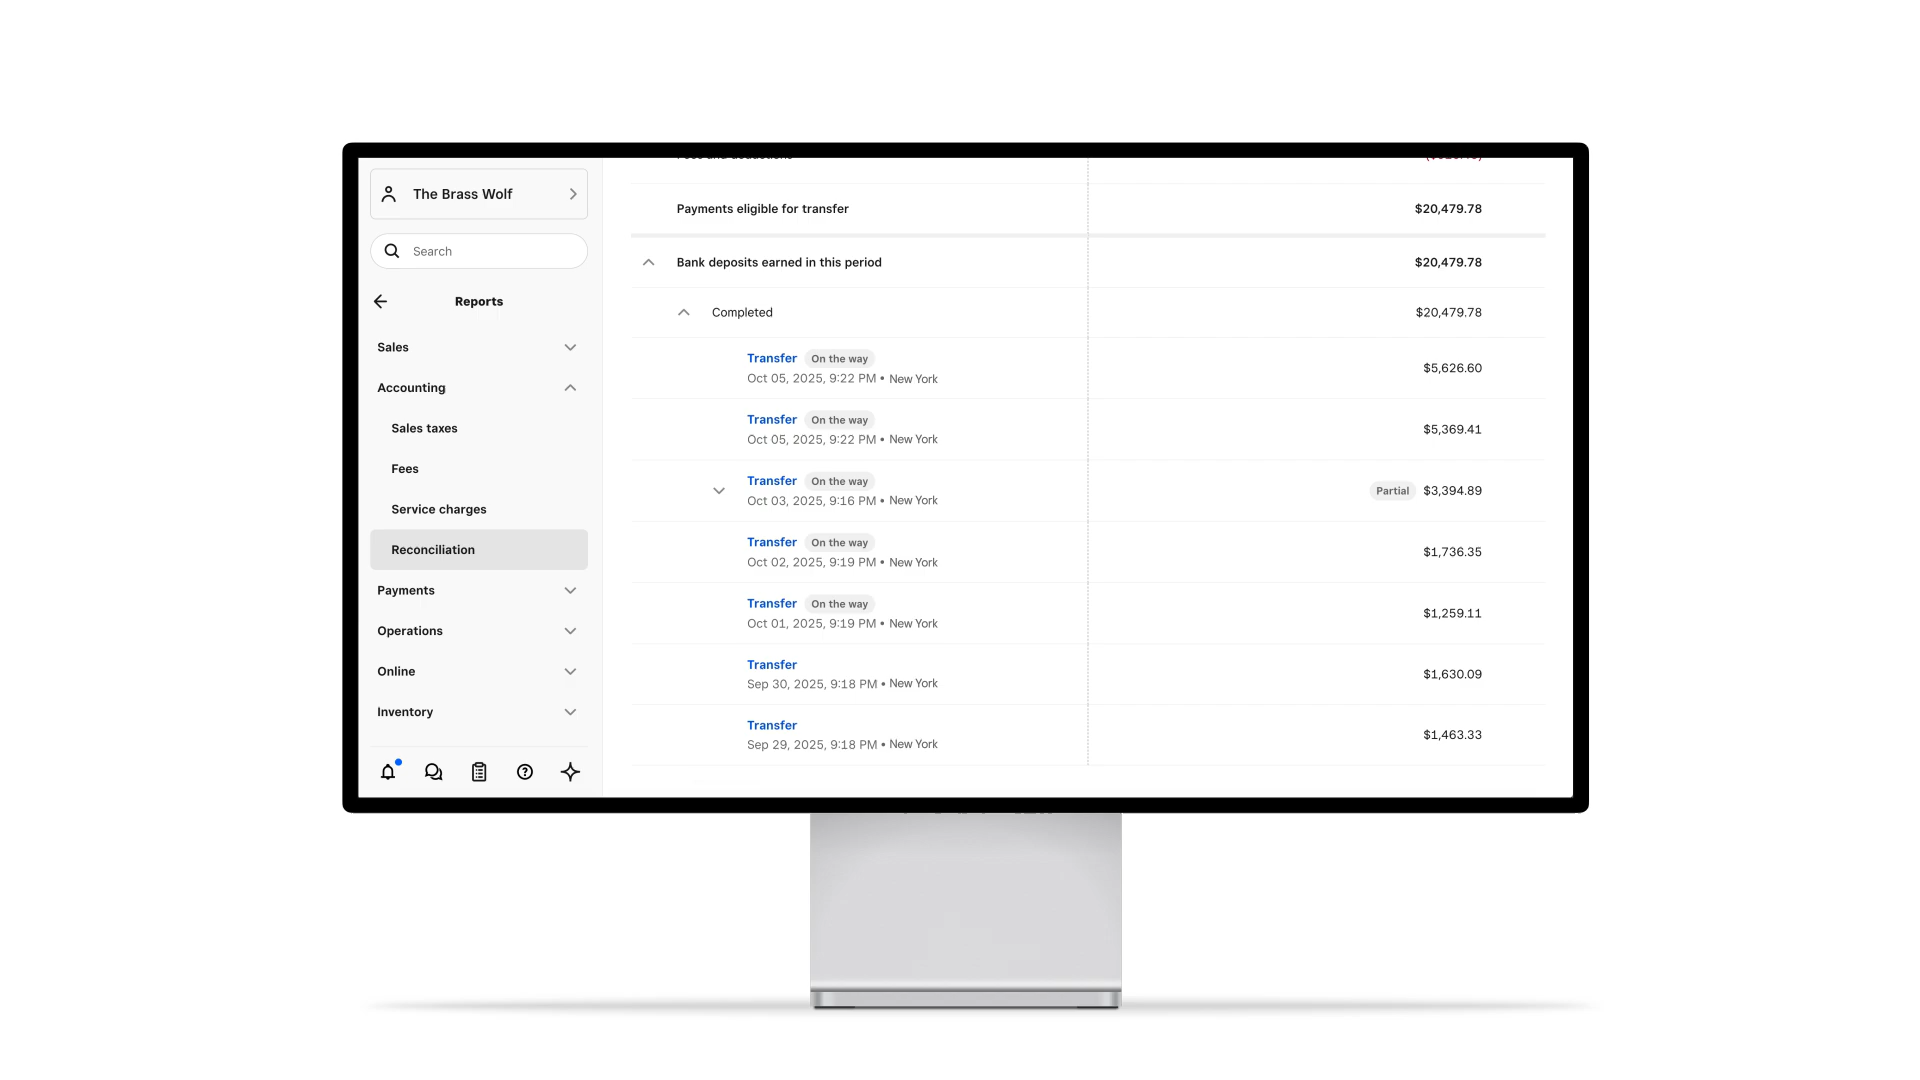 The Brass Wolf
Search
Reports
Sales
Accounting
Sales taxes
Fees
Service charges
Reconciliation
Payments
Operations
Online
Inventory
Payments eligible for transfer $20,479.78
Bank deposits earned in this period $20,479.78
Completed $20,479.78
Transfer On the way
Oct 05, 2025, 9:22 PM • New York
$5,626.60
Transfer On the way
Oct 05, 2025, 9:22 PM • New York
$5,369.41
Transfer On the way
Oct 03, 2025, 9:16 PM • New York
Partial $3,394.89
Transfer On the way
Oct 02, 2025, 9:19 PM • New York
$1,736.35
Transfer On the way
Oct 01, 2025, 9:19 PM • New York
$1,259.11
Transfer
Sep 30, 2025, 9:18 PM • New York
$1,630.09
Transfer
Sep 29, 2025, 9:18 PM • New York
$1,463.33